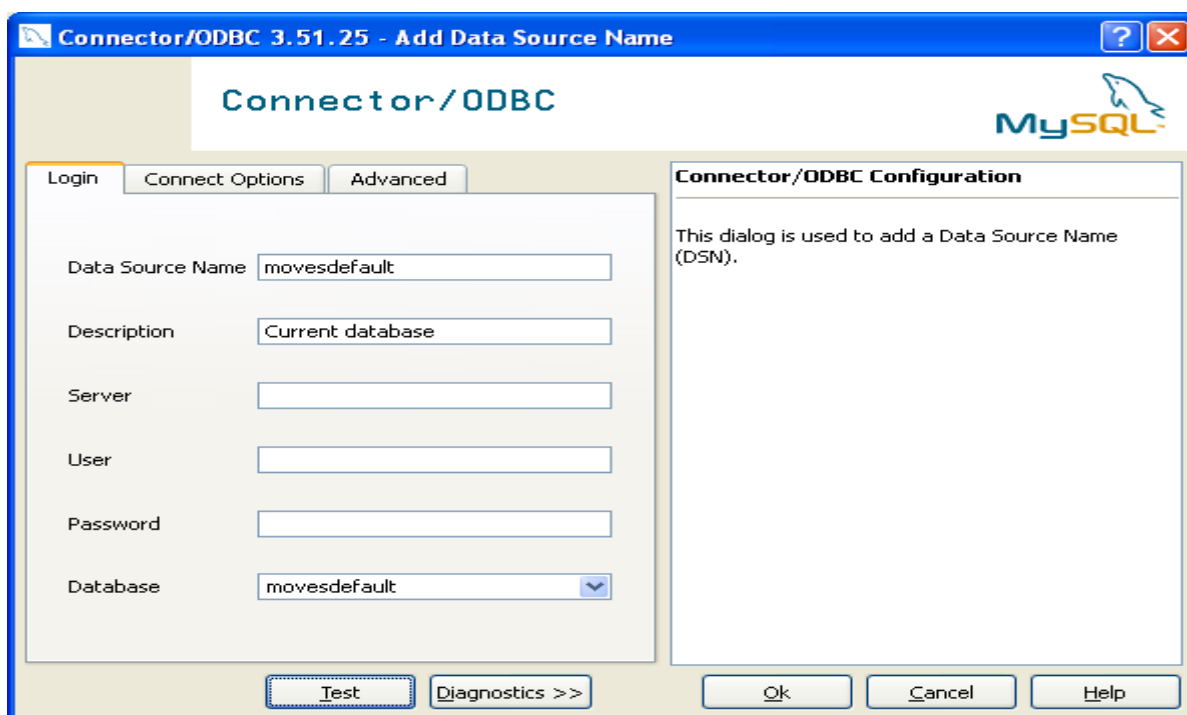 Connector/ODBC 3.51.25 - Add Data Source Name
Connector/ODBC
MySQL
Login
Connect Options
Advanced
Data Source Name
movesdefault
Description
Current database
Server
User
Password
Database
movesdefault
Connector/ODBC Configuration
This dialog is used to add a Data Source Name
(DSN).
Test
Diagnostics >>
Ok
Cancel
Help